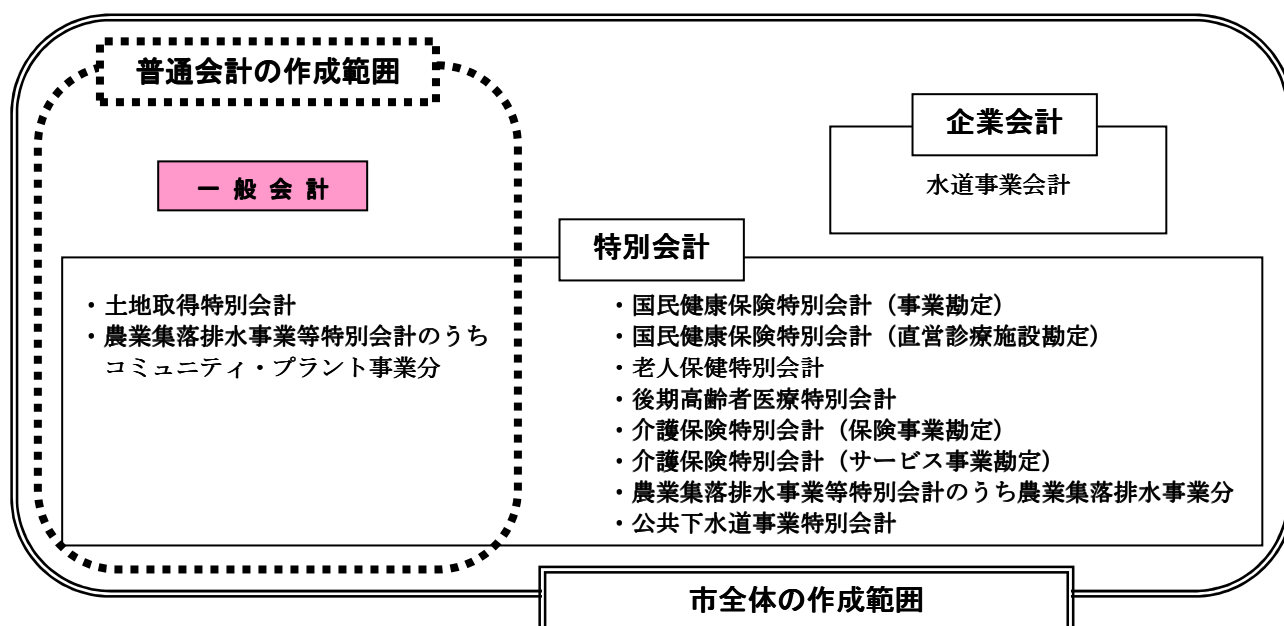 普通会計の作成範囲
企業会計
水道事業会計
一 般 会 計
特別会計
・土地取得特別会計
・農業集落排水事業等特別会計のうち
コミュニティ・プラント事業分
・国民健康保険特別会計（事業勘定）
・国民健康保険特別会計（直営診療施設勘定）
・老人保健特別会計
・後期高齢者医療特別会計
・介護保険特別会計（保険事業勘定）
・介護保険特別会計（サービス事業勘定）
・農業集落排水事業等特別会計のうち農業集落排水事業分
・公共下水道事業特別会計
市全体の作成範囲